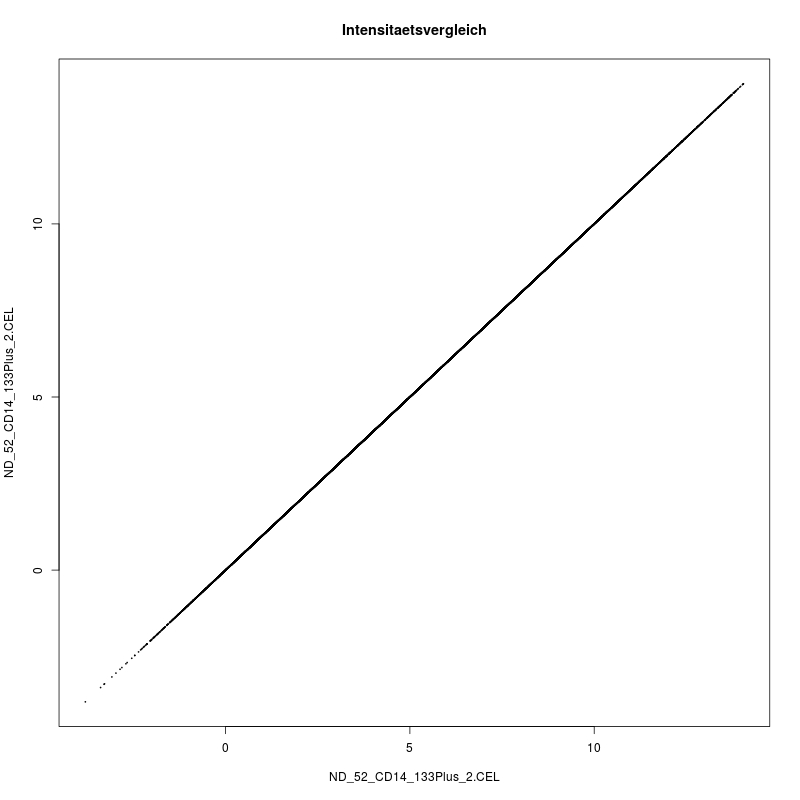 Intensitaetsvergleich
10
5
0
ND_52_CD14_133Plus_2.CEL
0 5 10
ND_52_CD14_133Plus_2.CEL